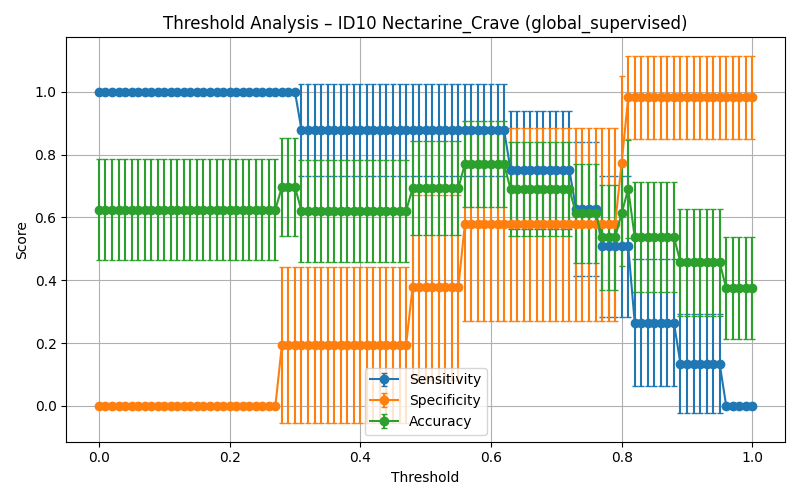 Threshold Analysis – ID10 Nectarine_Crave (global_supervised)
1.0
0.8
0.6
0.4
0.2
0.0
Score
Sensitivity
Specificity
Accuracy
0.0 0.2 0.4 0.6 0.8 1.0
Threshold